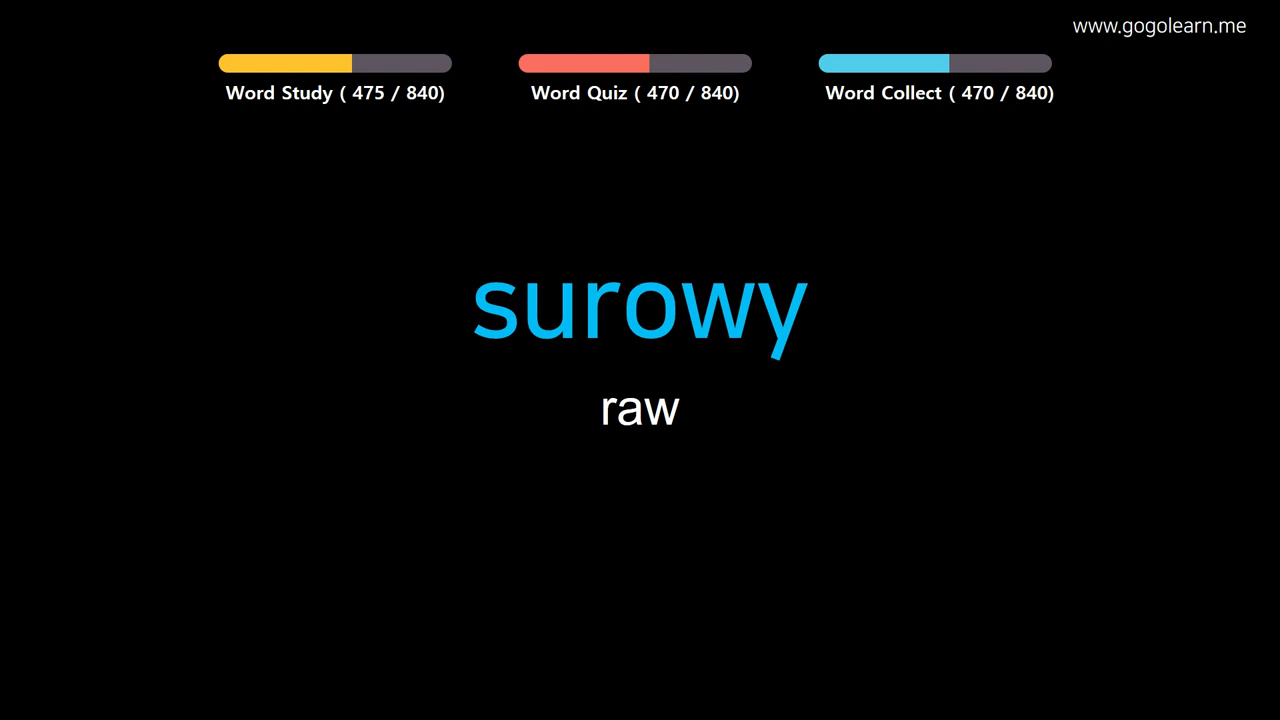 www.gogolearn.me
Word Study ( 475 / 840)
Word Quiz ( 470 / 840)
Word Collect ( 470 / 840)
surowy
raw